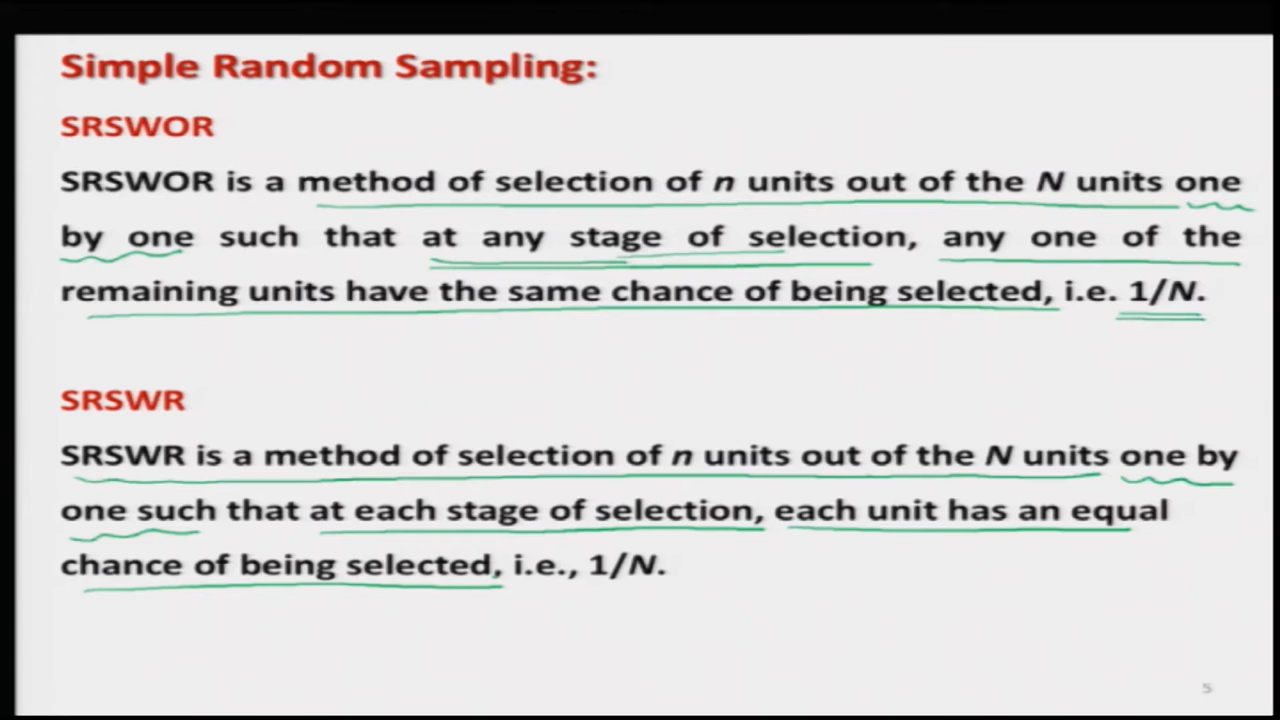 Simple Random Sampling:
SRSWOR
SRSWOR is a method of selection of n units out of the N units one
by one such that at any stage of selection, any one of the
remaining units have the same chance of being selected, i.e. 1/N.
SRSWR
SRSWR is a method of selection of n units out of the N units one by
one such that at each stage of selection, each unit has an equal
chance of being selected, i.e., 1/N.
5